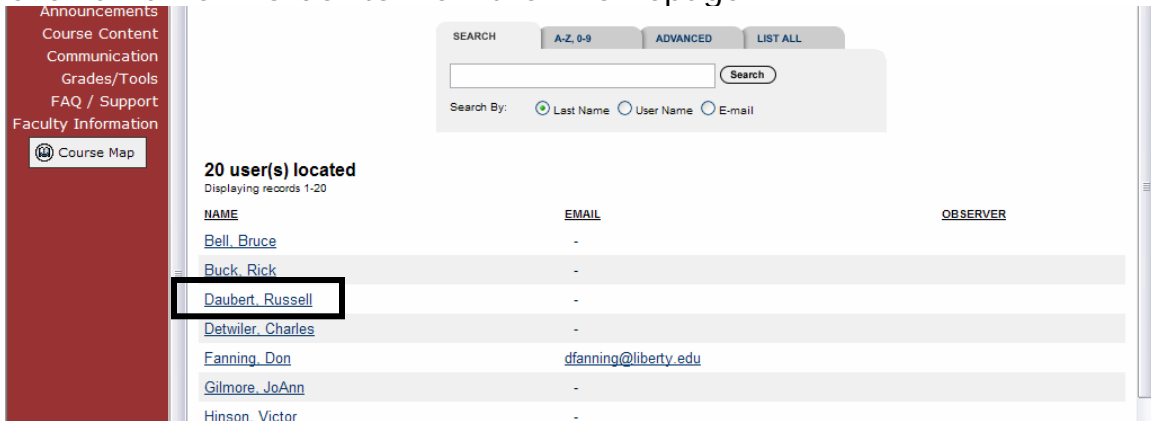 Announcements
Course Content
Communication
Grades/Tools
FAQ / Support
Faculty Information
Course Map
SEARCH A-Z, 0-9 ADVANCED LIST ALL
Search
Search By: Last Name User Name E-mail
20 user(s) located
Displaying records 1-20
NAME EMAIL OBSERVER
Bell, Bruce -
Buck, Rick -
Daubert, Russell -
Detwiler, Charles -
Fanning, Don dfanning@liberty.edu
Gilmore, JoAnn -
Hinson, Victor -